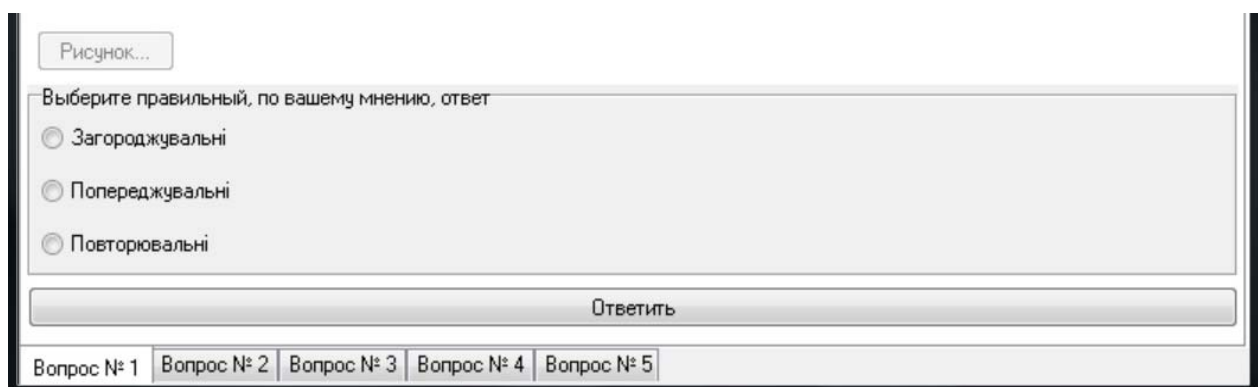 Рисунок...
Выберите правильный, по вашему мнению, ответ
Загороджувальні
Попереджувальні
Повторювальні
Ответить
Вопрос № 1 Вопрос № 2 Вопрос № 3 Вопрос № 4 Вопрос № 5